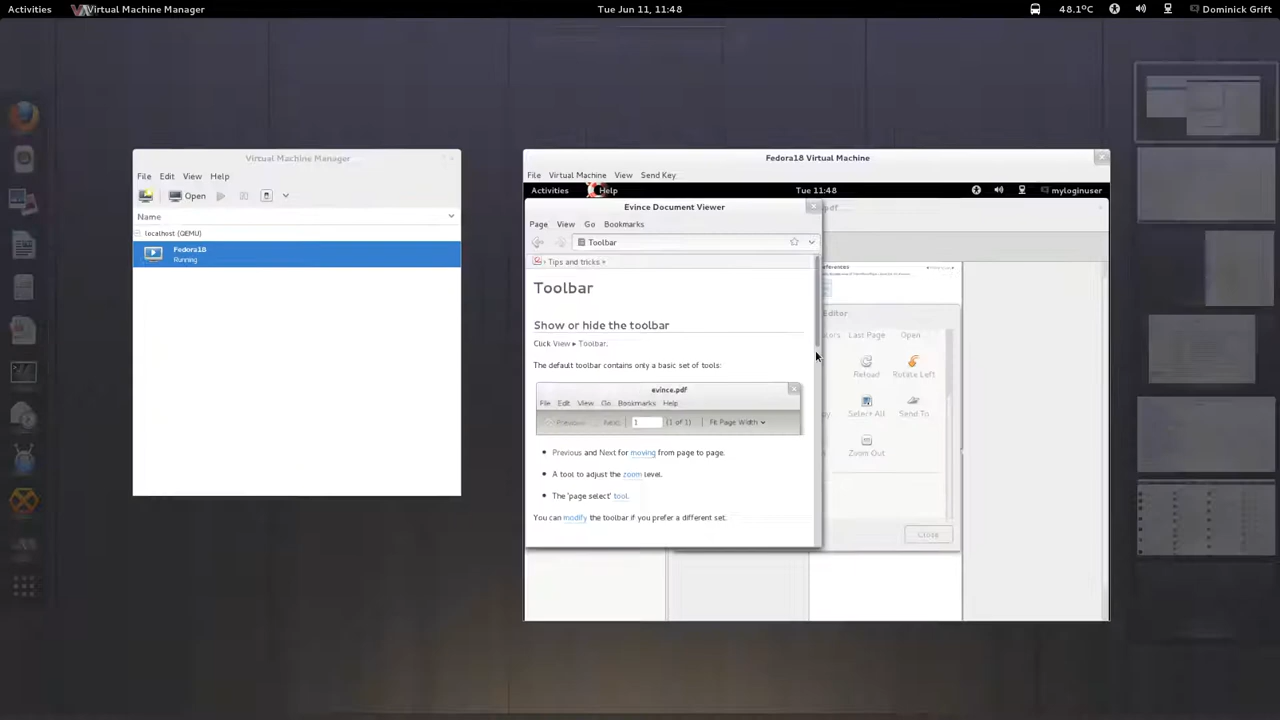 Activities Virtual Machine Manager Tue Jun 11, 11:48 48.1°C Dominick Grift
Virtual Machine Manager
File Edit View Help
Open
Name
localhost (QEMU)
Fedora18
Running
Fedora18 Virtual Machine
File Virtual Machine View Send Key
Activities Help Tue 11:48 myloginuser
Evince Document Viewer
Page View Go Bookmarks
Toolbar
› Tips and tricks »
Toolbar
Show or hide the toolbar
Click View ▸ Toolbar.
The default toolbar contains only a basic set of tools:
evince.pdf
File Edit View Go Bookmarks Help
Previous Next 1 (1 of 1) Fit Page Width
• Previous and Next for moving from page to page.
• A tool to adjust the zoom level.
• The 'page select' tool.
You can modify the toolbar if you prefer a different set.
Editor
Last Page Open...
Reload Rotate Left
Select All Send To
Zoom Out
Close